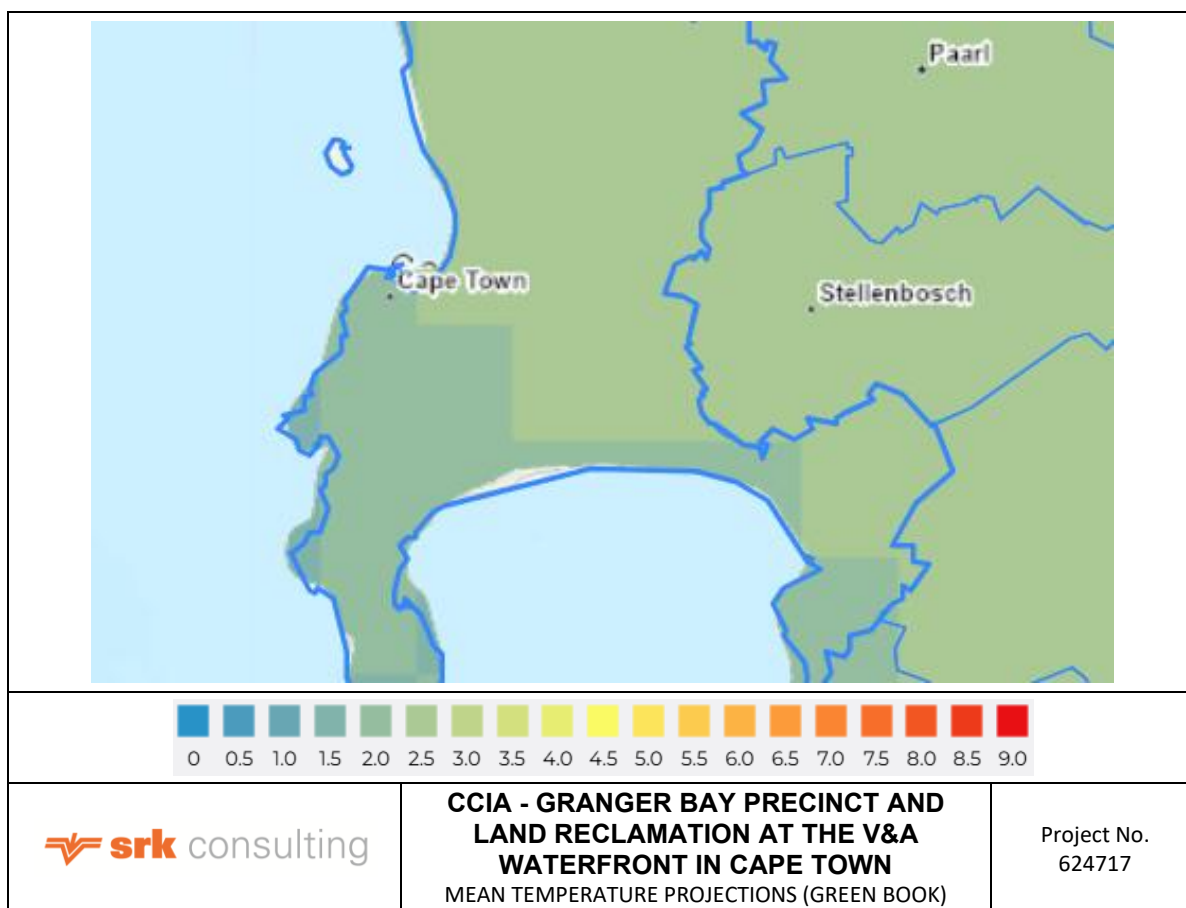 Paarl
Cape Town
Stellenbosch
0 0.5 1.0 1.5 2.0 2.5 3.0 3.5 4.0 4.5 5.0 5.5 6.0 6.5 7.0 7.5 8.0 8.5 9.0
srk consulting
CCIA - GRANGER BAY PRECINCT AND
LAND RECLAMATION AT THE V&A
WATERFRONT IN CAPE TOWN
MEAN TEMPERATURE PROJECTIONS (GREEN BOOK)
Project No.
624717